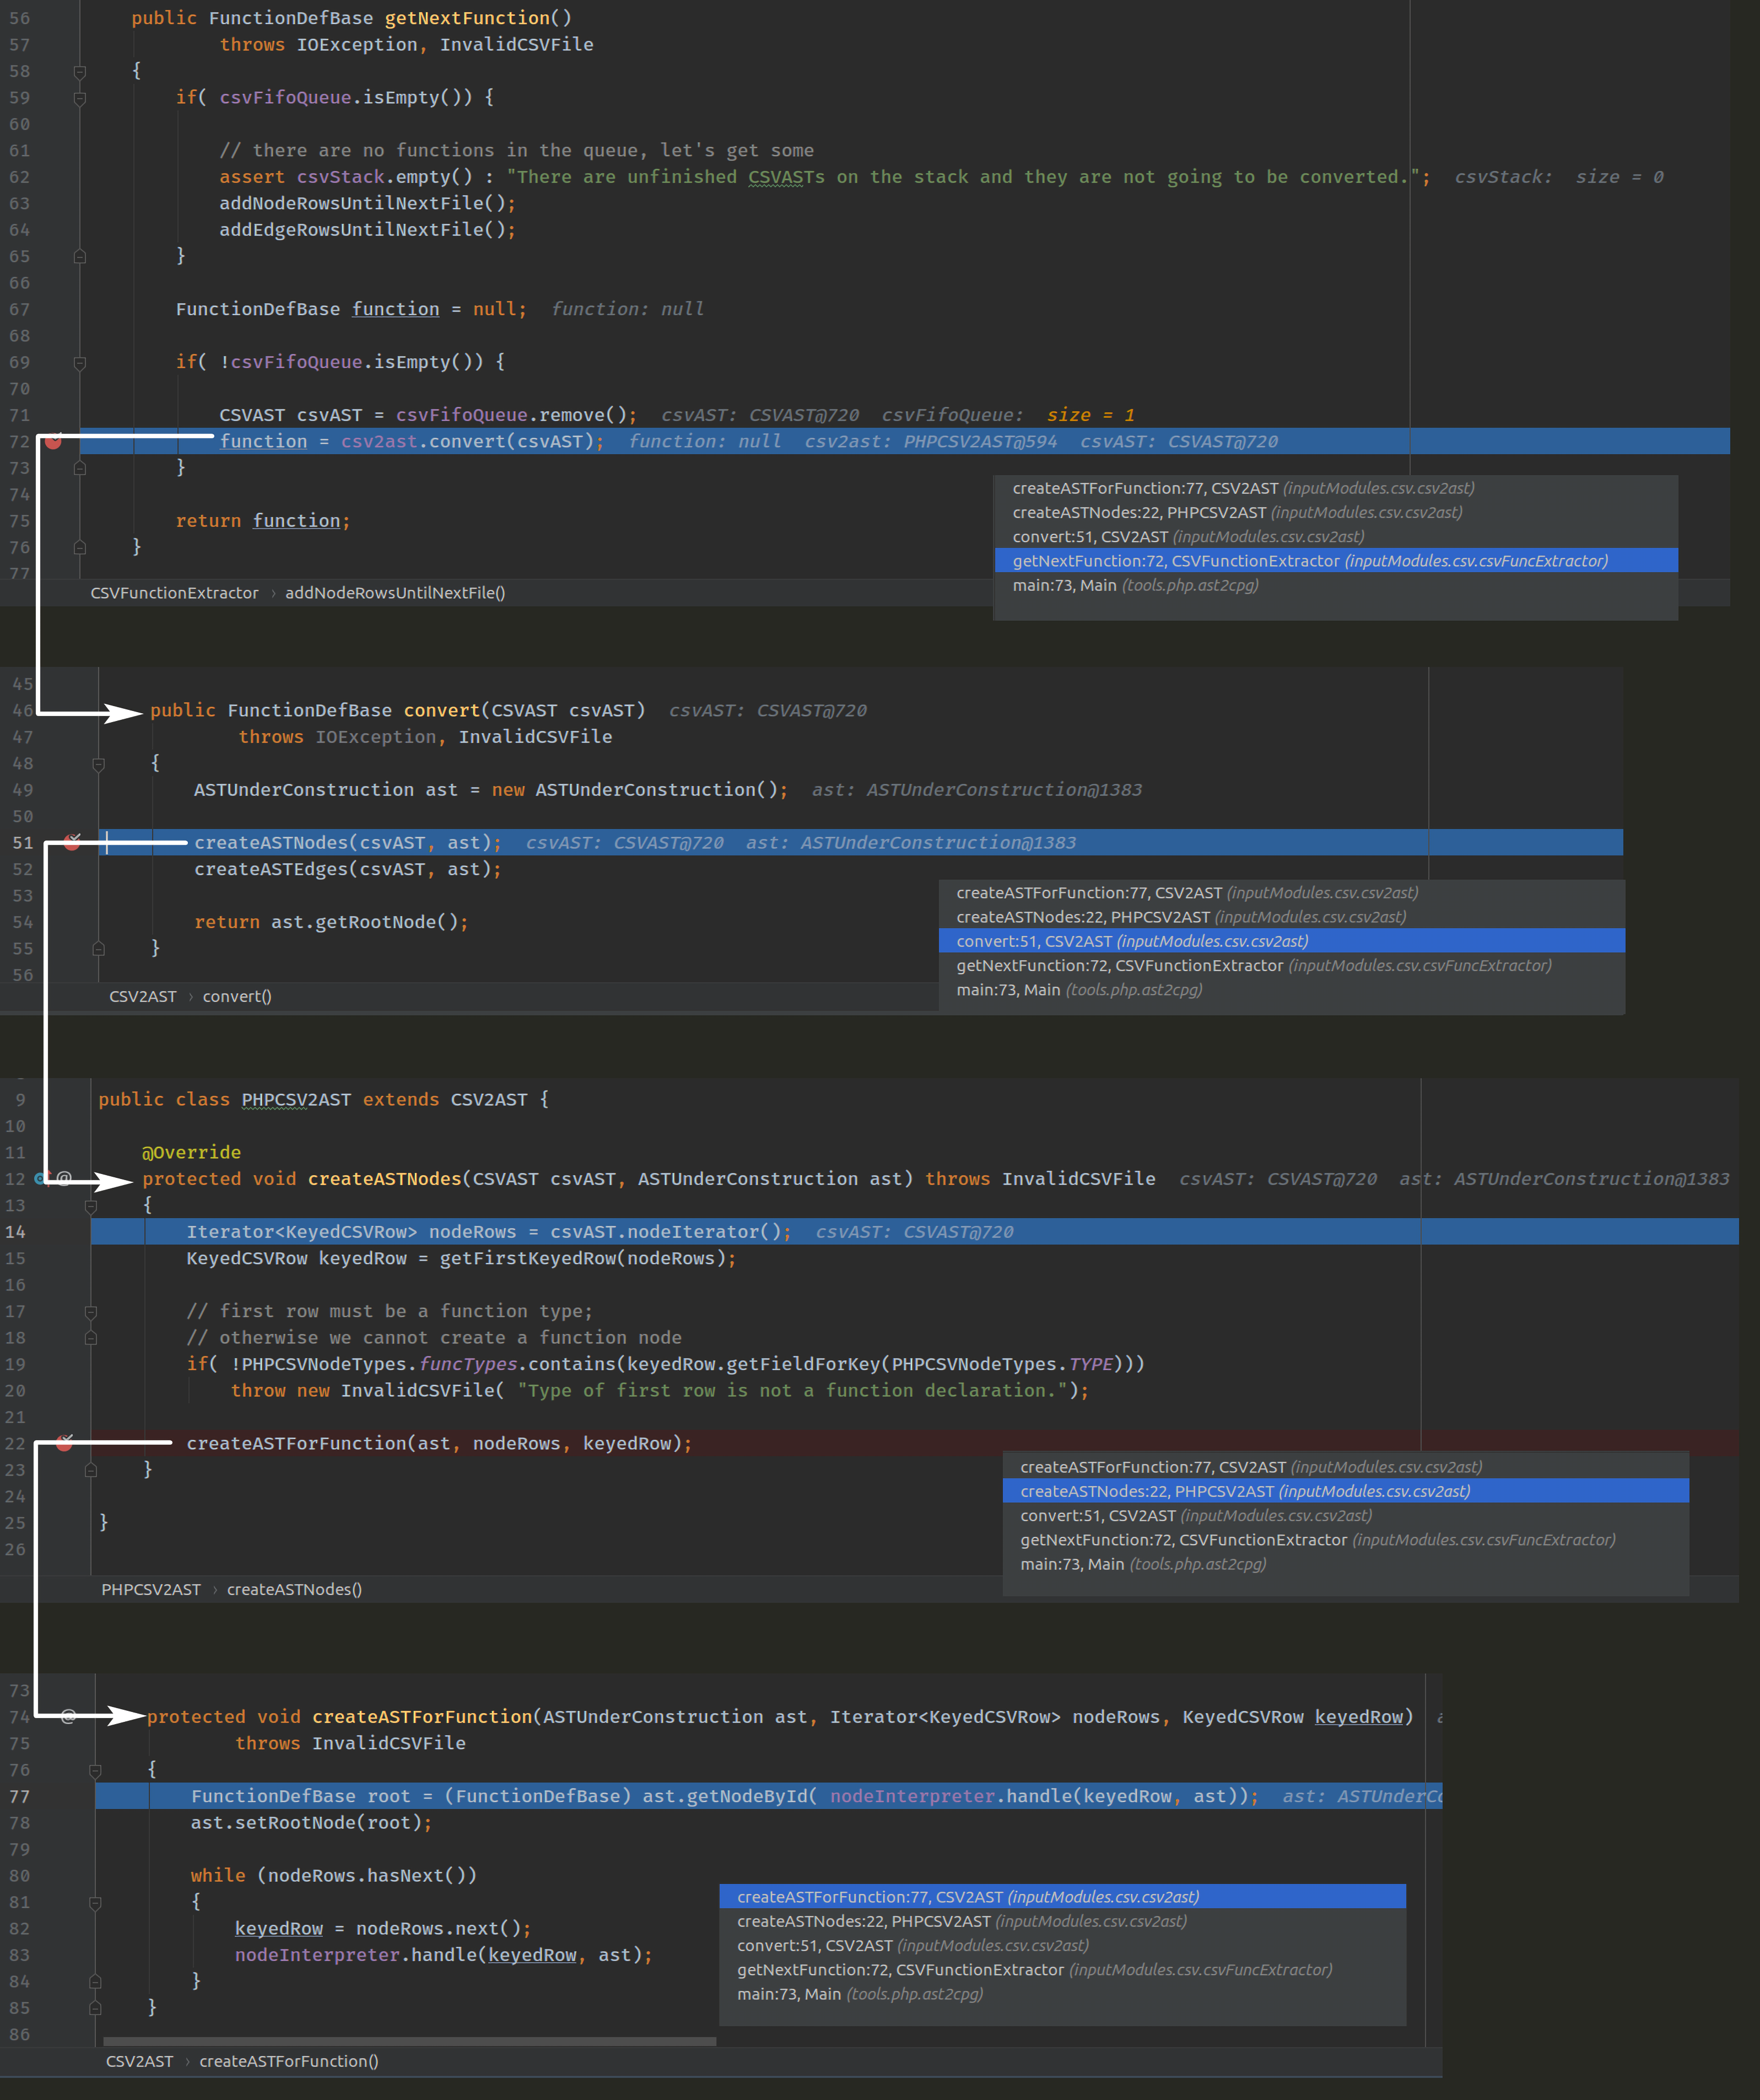 56 public FunctionDefBase getNextFunction()
57 throws IOException, InvalidCSVFile
58 {
59 if( csvFifoQueue.isEmpty()) {
60
61 // there are no functions in the queue, let's get some
62 assert csvStack.empty() : "There are unfinished CSVASTs on the stack and they are not going to be converted."; csvStack: size = 0
63 addNodeRowsUntilNextFile();
64 addEdgeRowsUntilNextFile();
65 }
66
67 FunctionDefBase function = null; function: null
68
69 if( !csvFifoQueue.isEmpty()) {
70
71 CSVAST csvAST = csvFifoQueue.remove(); csvAST: CSVAST@720 csvFifoQueue: size = 1
72 function = csv2ast.convert(csvAST); function: null csv2ast: PHPCSV2AST@594 csvAST: CSVAST@720
73 }
74
75 return function;
76 }
77
createASTForFunction:77, CSV2AST (inputModules.csv.csv2ast)
createASTNodes:22, PHPCSV2AST (inputModules.csv.csv2ast)
convert:51, CSV2AST (inputModules.csv.csv2ast)
getNextFunction:72, CSVFunctionExtractor (inputModules.csv.csvFuncExtractor)
main:73, Main (tools.php.ast2cpg)
CSVFunctionExtractor › addNodeRowsUntilNextFile()
45
46 public FunctionDefBase convert(CSVAST csvAST) csvAST: CSVAST@720
47 throws IOException, InvalidCSVFile
48 {
49 ASTUnderConstruction ast = new ASTUnderConstruction(); ast: ASTUnderConstruction@1383
50
51 createASTNodes(csvAST, ast); csvAST: CSVAST@720 ast: ASTUnderConstruction@1383
52 createASTEdges(csvAST, ast);
53
54 return ast.getRootNode();
55 }
56
createASTForFunction:77, CSV2AST (inputModules.csv.csv2ast)
createASTNodes:22, PHPCSV2AST (inputModules.csv.csv2ast)
convert:51, CSV2AST (inputModules.csv.csv2ast)
getNextFunction:72, CSVFunctionExtractor (inputModules.csv.csvFuncExtractor)
main:73, Main (tools.php.ast2cpg)
CSV2AST › convert()
9 public class PHPCSV2AST extends CSV2AST {
10
11 @Override
12 @ protected void createASTNodes(CSVAST csvAST, ASTUnderConstruction ast) throws InvalidCSVFile csvAST: CSVAST@720 ast: ASTUnderConstruction@1383
13 {
14 Iterator<KeyedCSVRow> nodeRows = csvAST.nodeIterator(); csvAST: CSVAST@720
15 KeyedCSVRow keyedRow = getFirstKeyedRow(nodeRows);
16
17 // first row must be a function type;
18 // otherwise we cannot create a function node
19 if( !PHPCSVNodeTypes.funcTypes.contains(keyedRow.getFieldForKey(PHPCSVNodeTypes.TYPE)))
20 throw new InvalidCSVFile( "Type of first row is not a function declaration.");
21
22 createASTForFunction(ast, nodeRows, keyedRow);
23 }
24
25 }
26
createASTForFunction:77, CSV2AST (inputModules.csv.csv2ast)
createASTNodes:22, PHPCSV2AST (inputModules.csv.csv2ast)
convert:51, CSV2AST (inputModules.csv.csv2ast)
getNextFunction:72, CSVFunctionExtractor (inputModules.csv.csvFuncExtractor)
main:73, Main (tools.php.ast2cpg)
PHPCSV2AST › createASTNodes()
73
74 @ protected void createASTForFunction(ASTUnderConstruction ast, Iterator<KeyedCSVRow> nodeRows, KeyedCSVRow keyedRow)
75 throws InvalidCSVFile
76 {
77 FunctionDefBase root = (FunctionDefBase) ast.getNodeById( nodeInterpreter.handle(keyedRow, ast)); ast: ASTUnderCo
78 ast.setRootNode(root);
79
80 while (nodeRows.hasNext())
81 {
82 keyedRow = nodeRows.next();
83 nodeInterpreter.handle(keyedRow, ast);
84 }
85 }
86
createASTForFunction:77, CSV2AST (inputModules.csv.csv2ast)
createASTNodes:22, PHPCSV2AST (inputModules.csv.csv2ast)
convert:51, CSV2AST (inputModules.csv.csv2ast)
getNextFunction:72, CSVFunctionExtractor (inputModules.csv.csvFuncExtractor)
main:73, Main (tools.php.ast2cpg)
CSV2AST › createASTForFunction()